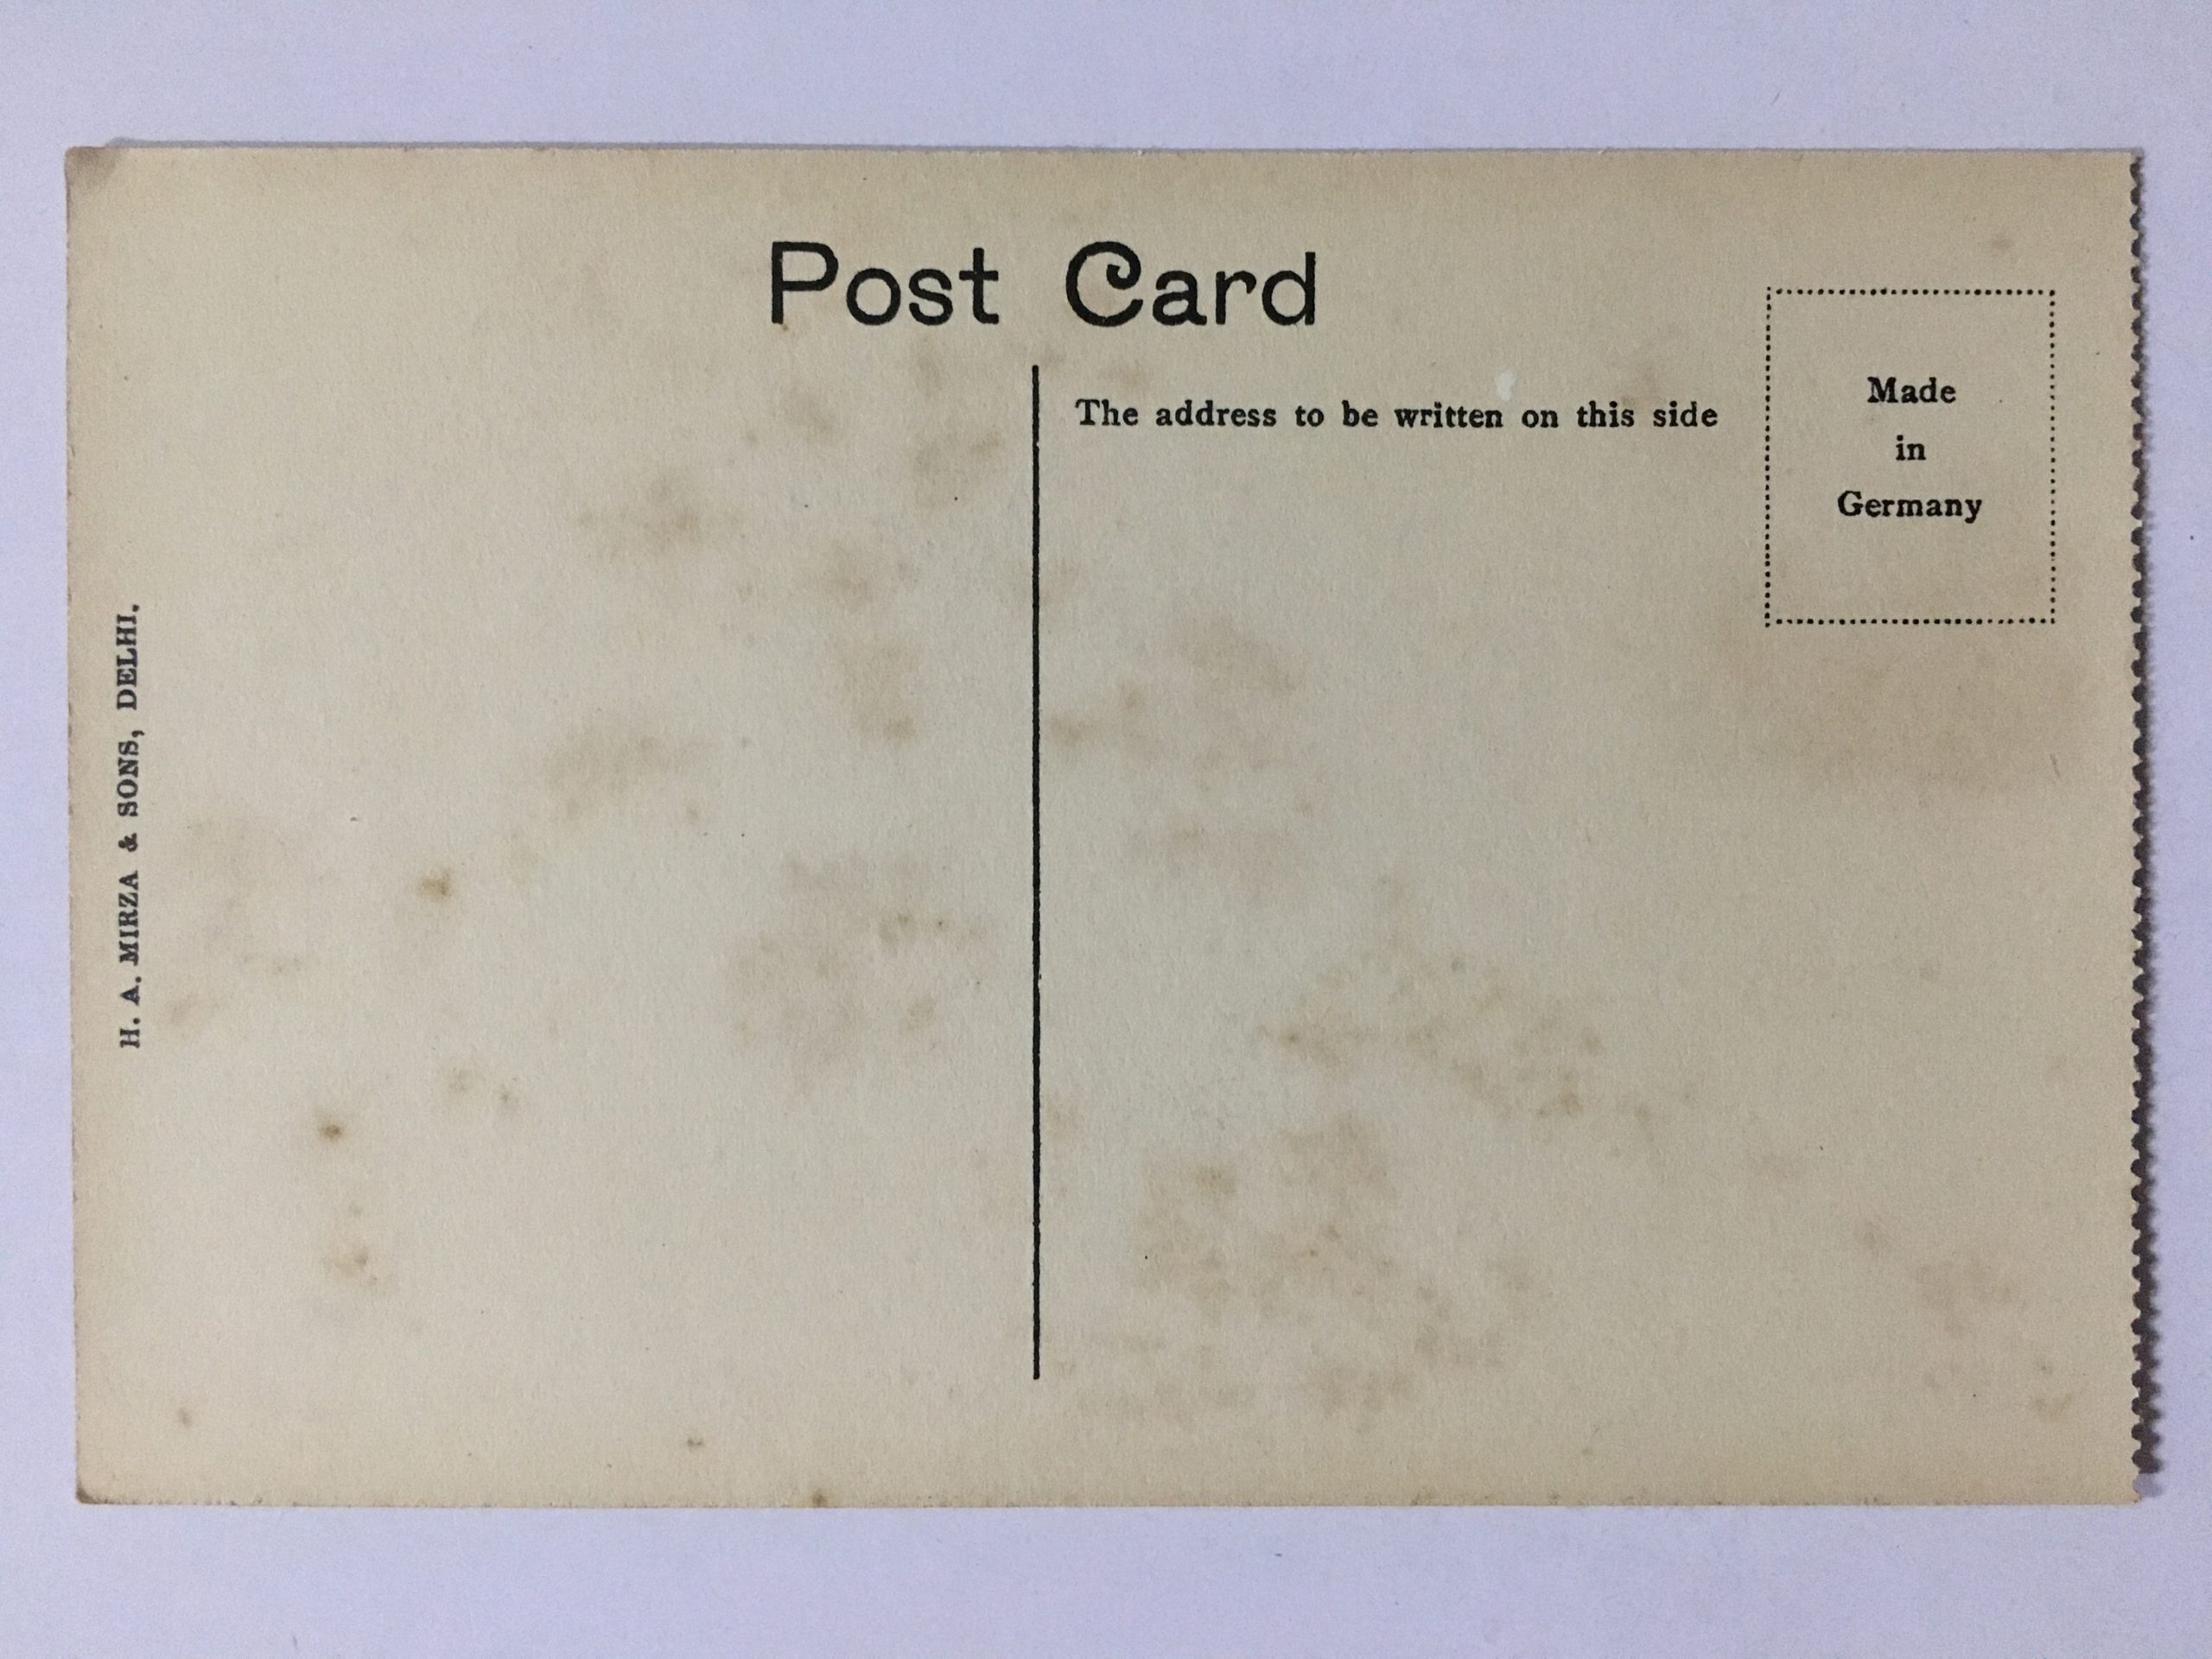 Post Card
The address to be written on this side
Made
in
Germany
H. A. MIRZA & SONS, DELHI.